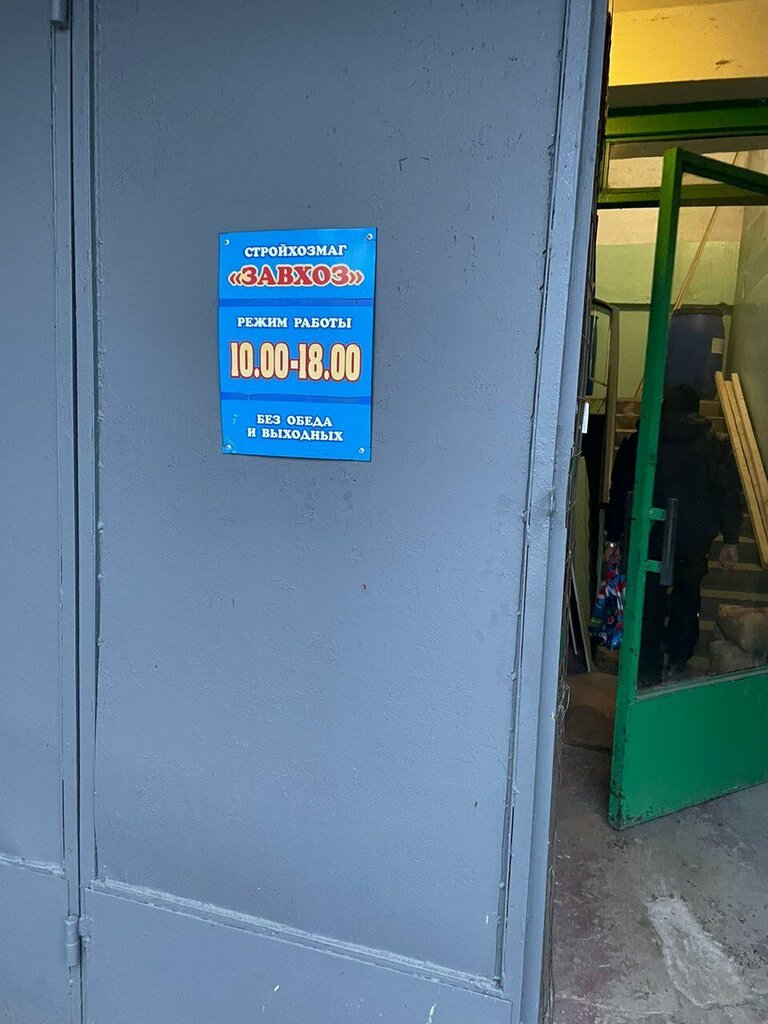 СТРОЙХОЗМАГ
«ЗАВХОЗ»
РЕЖИМ РАБОТЫ
10.00-18.00
БЕЗ ОБЕДА
И ВЫХОДНЫХ